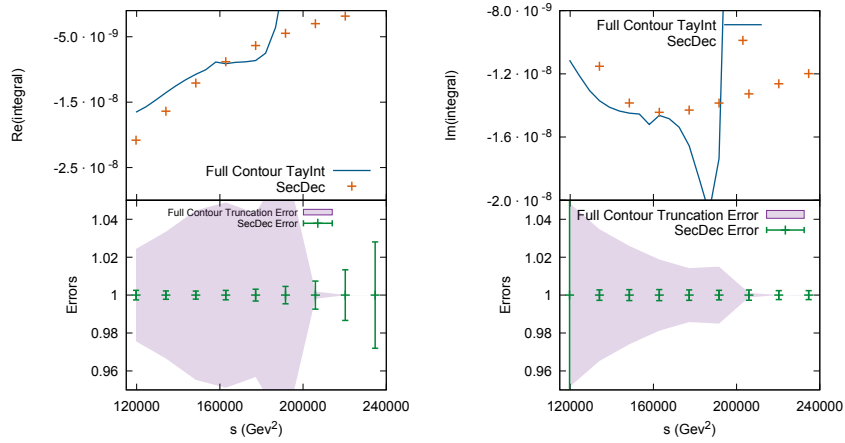 -5.0 · 10⁻⁹
-1.5 · 10⁻⁸
-2.5 · 10⁻⁸
Re(integral)
Full Contour TayInt
SecDec
1.04
1.02
1
0.98
0.96
Errors
Full Contour Truncation Error
SecDec Error
120000 160000 200000 240000
s (Gev²)
-8.0 · 10⁻⁹
-1.2 · 10⁻⁸
-1.6 · 10⁻⁸
-2.0 · 10⁻⁸
Im(integral)
Full Contour TayInt
SecDec
1.04
1.02
1
0.98
0.96
Errors
Full Contour Truncation Error
SecDec Error
120000 160000 200000 240000
s (Gev²)